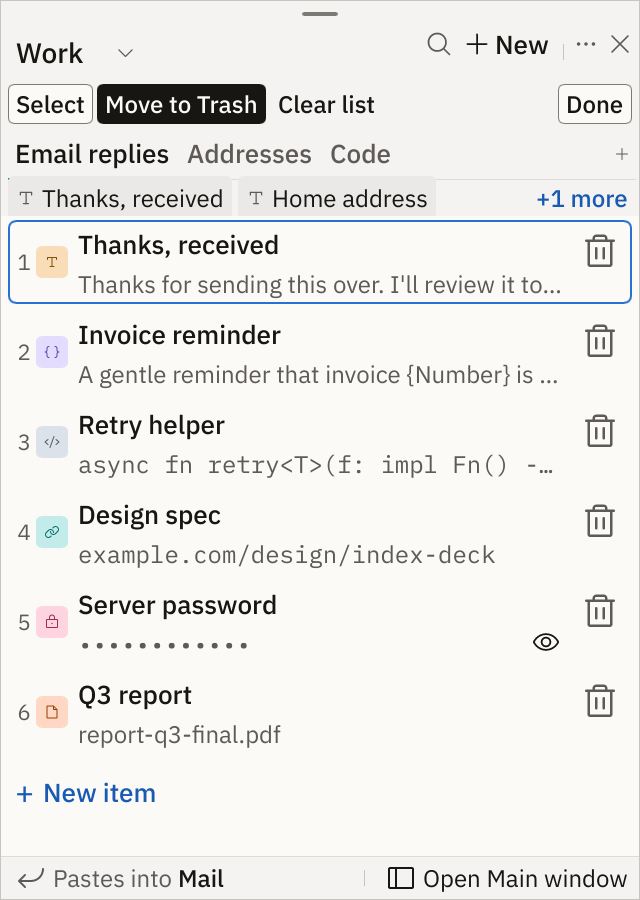 Work
New
Select Move to Trash Clear list Done
Email replies Addresses Code +
T Thanks, received T Home address +1 more
1 T Thanks, received
Thanks for sending this over. I'll review it to...
2 {} Invoice reminder
A gentle reminder that invoice {Number} is ...
3 </> Retry helper
async fn retry<T>(f: impl Fn() -…
4 Design spec
example.com/design/index-deck
5 Server password
••••••••••••
6 Q3 report
report-q3-final.pdf
+ New item
Pastes into Mail Open Main window